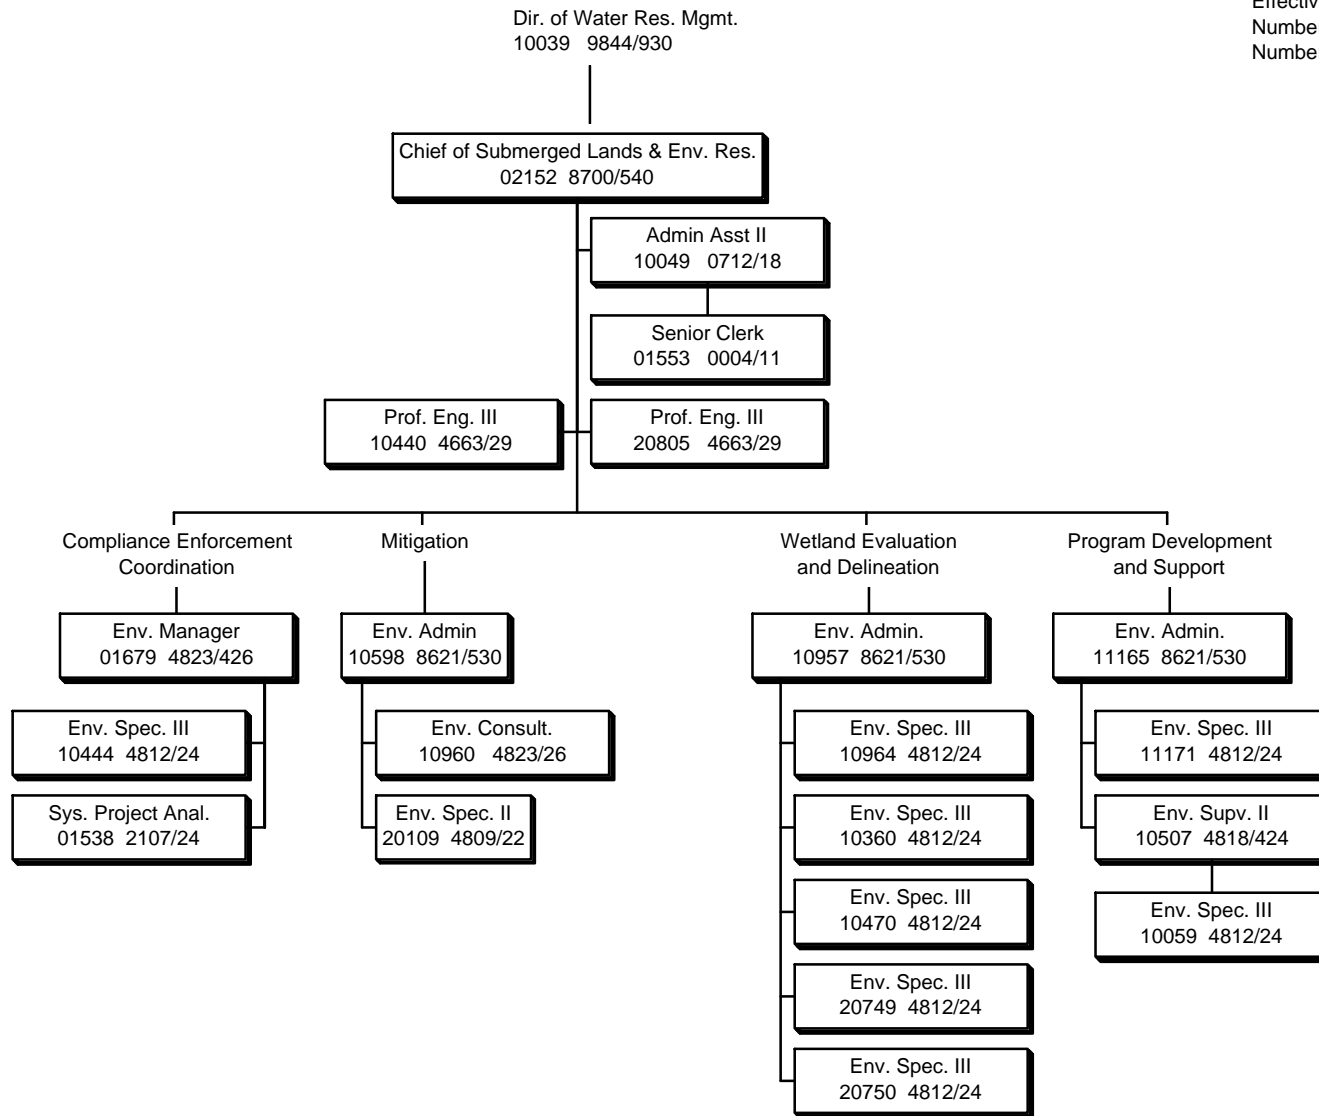 Dir. of Water Res. Mgmt.
10039 9844/930
Numbe
Numbe
Chief of Submerged Lands & Env. Res.
02152 8700/540
Admin Asst II
10049 0712/18
Senior Clerk
01553 0004/11
Prof. Eng. III
10440 4663/29
Prof. Eng. III
20805 4663/29
Compliance Enforcement
Coordination
Env. Manager
01679 4823/426
Env. Spec. III
10444 4812/24
Sys. Project Anal.
01538 2107/24
Mitigation
Env. Admin
10598 8621/530
Env. Consult.
10960 4823/26
Env. Spec. II
20109 4809/22
Wetland Evaluation
and Delineation
Env. Admin.
10957 8621/530
Env. Spec. III
10964 4812/24
Env. Spec. III
10360 4812/24
Env. Spec. III
10470 4812/24
Env. Spec. III
20749 4812/24
Env. Spec. III
20750 4812/24
Program Development
and Support
Env. Admin.
11165 8621/530
Env. Spec. III
11171 4812/24
Env. Supv. II
10507 4818/424
Env. Spec. III
10059 4812/24